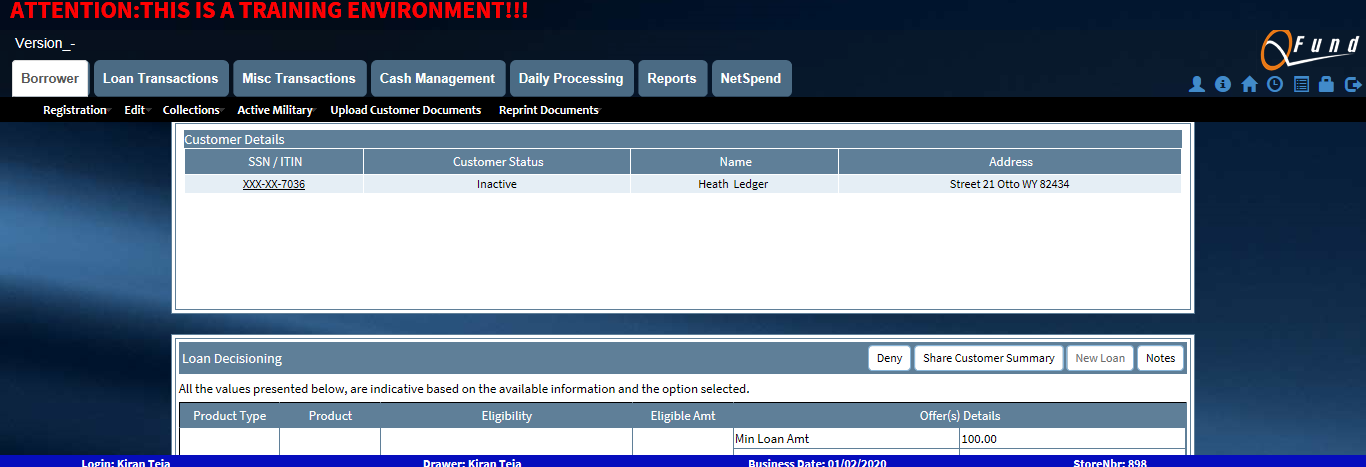 ATTENTION:THIS IS A TRAINING ENVIRONMENT!!!
Version_-
QFund
Borrower Loan Transactions Misc Transactions Cash Management Daily Processing Reports NetSpend
Registration Edit Collections Active Military Upload Customer Documents Reprint Documents
Customer Details
SSN / ITIN Customer Status Name Address
XXX-XX-7036 Inactive Heath Ledger Street 21 Otto WY 82434
Loan Decisioning Deny Share Customer Summary New Loan Notes
All the values presented below, are indicative based on the available information and the option selected.
Product Type Product Eligibility Eligible Amt Offer(s) Details
Min Loan Amt 100.00
Login: Kiran Teja Drawer: Kiran Teja Business Date: 01/02/2020 StoreNbr: 898